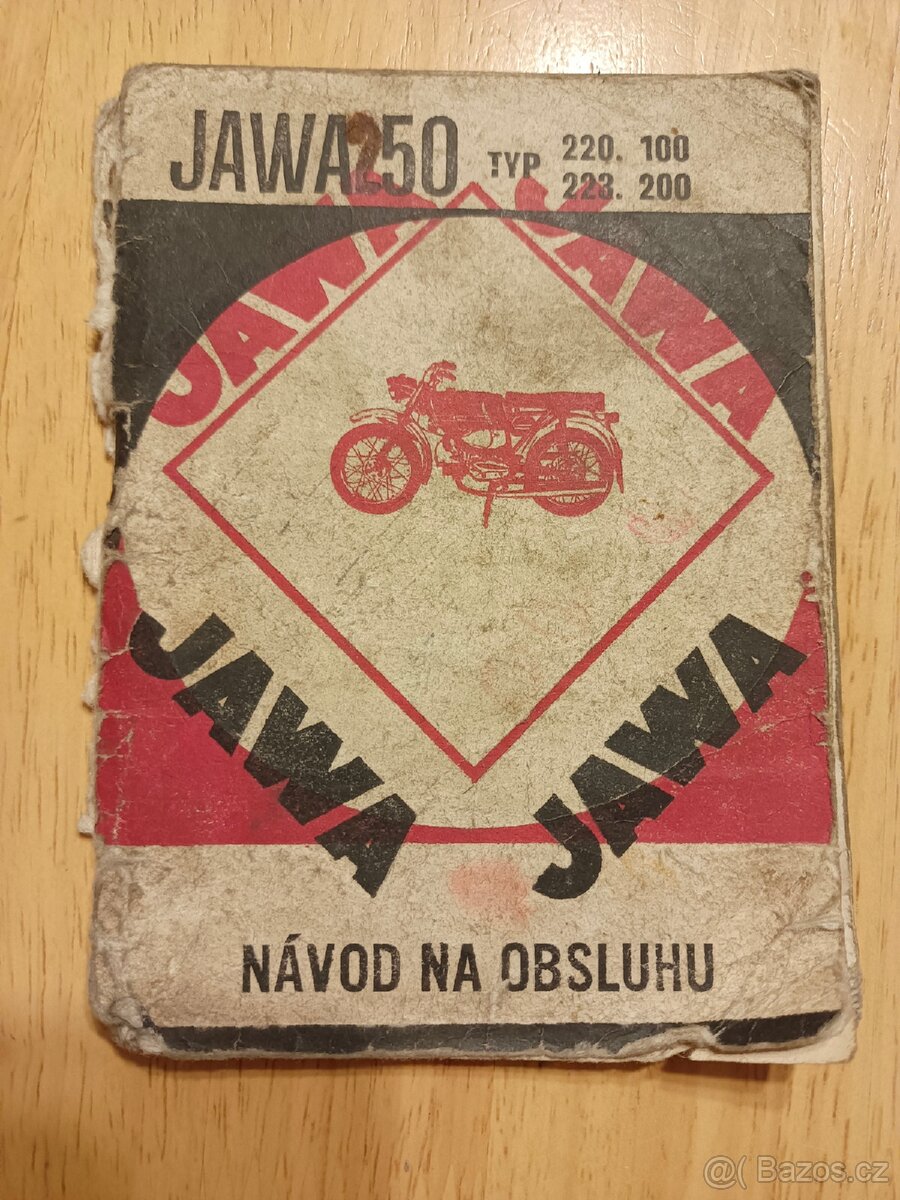 JAWA 250 TYP 220. 100
223. 200
JAWA JAWA
JAWA JAWA
NÁVOD NA OBSLUHU
@( Bazos.cz